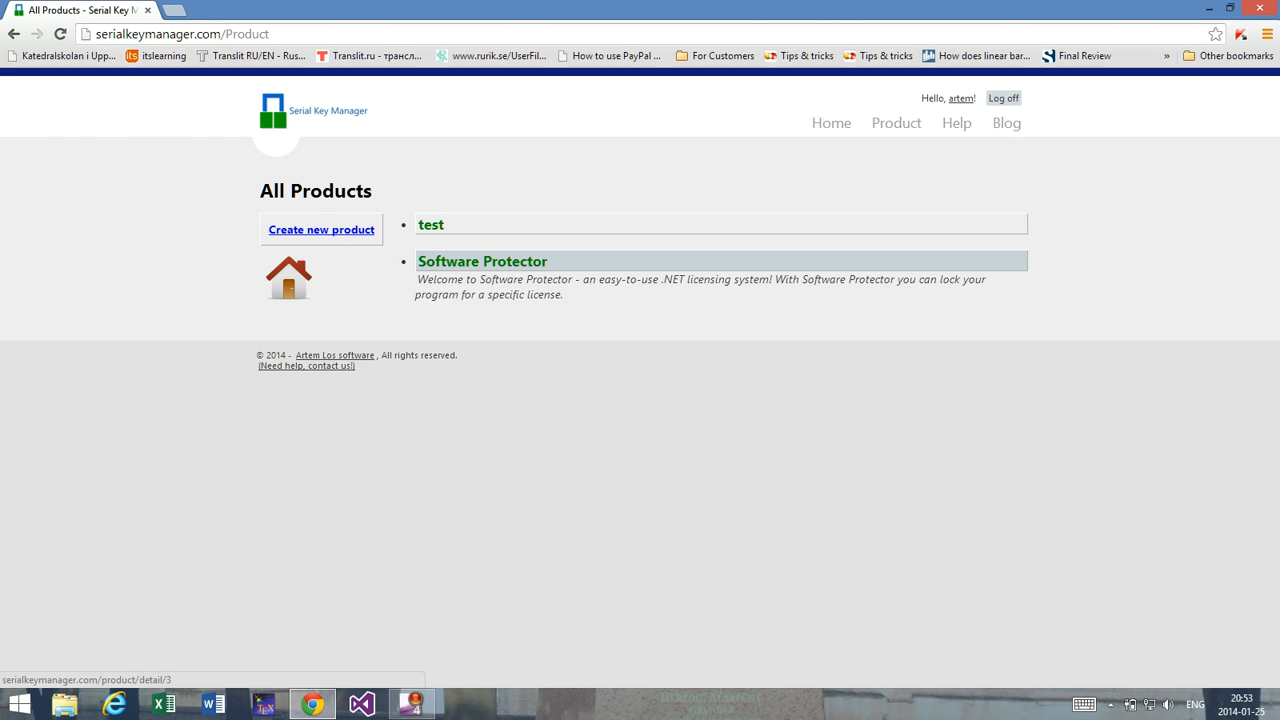 All Products - Serial Key M
serialkeymanager.com/Product
Katedralskolan i Upp...
itslearning
Translit RU/EN - Rus...
Translit.ru - трансл...
www.rurik.se/UserFil...
How to use PayPal ...
For Customers
Tips & tricks
Tips & tricks
How does linear bar...
Final Review
»
Other bookmarks
Hello, artem!
Log off
Serial Key Manager
Home
Product
Help
Blog
All Products
Create new product
• test
• Software Protector
Welcome to Software Protector - an easy-to-use .NET licensing system! With Software Protector you can lock your
program for a specific license.
© 2014 - Artem Los software , All rights reserved.
(Need help, contact us!)
serialkeymanager.com/product/detail/3
ENG
20:53
2014-01-25